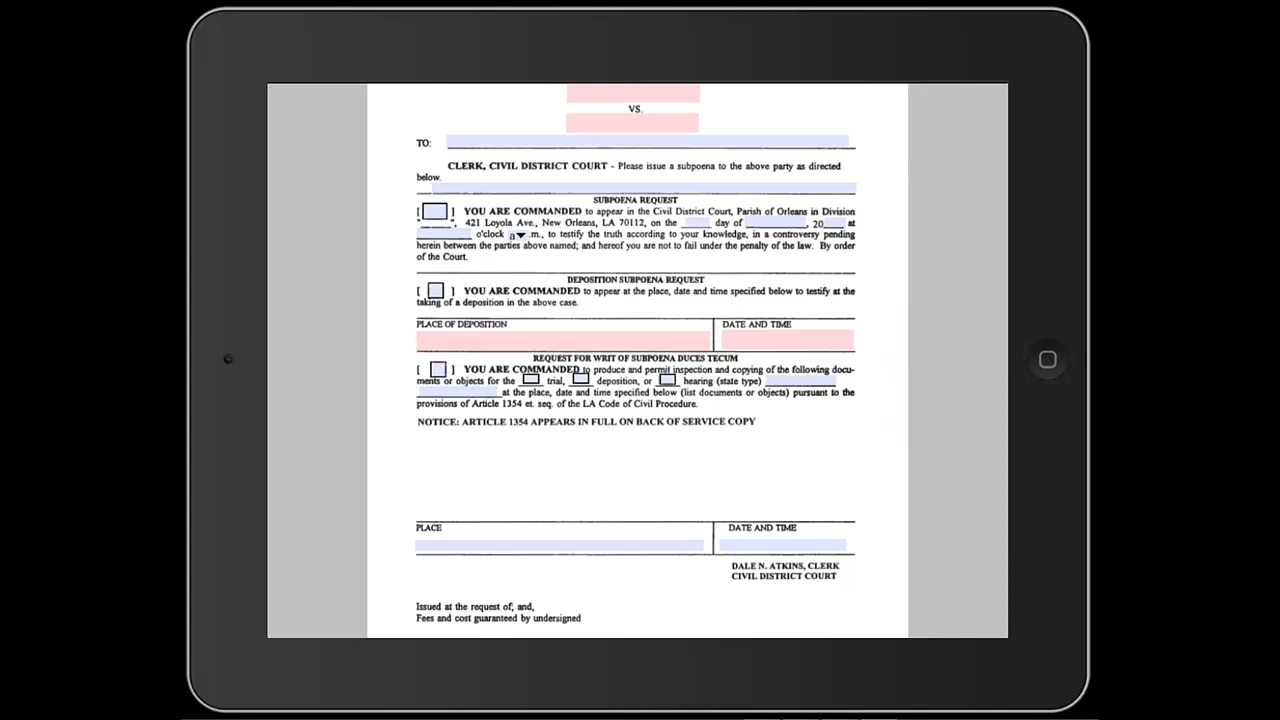 VS.
TO:
CLERK, CIVIL DISTRICT COURT - Please issue a subpoena to the above party as directed
below.
SUBPOENA REQUEST
[ ] YOU ARE COMMANDED to appear in the Civil District Court, Parish of Orleans in Division
" ", 421 Loyola Ave., New Orleans, LA 70112, on the day of , 20 at
o'clock a .m., to testify the truth according to your knowledge, in a controversy pending
herein between the parties above named; and hereof you are not to fail under the penalty of the law. By order
of the Court.
DEPOSITION SUBPOENA REQUEST
[ ] YOU ARE COMMANDED to appear at the place, date and time specified below to testify at the
taking of a deposition in the above case.
PLACE OF DEPOSITION DATE AND TIME
REQUEST FOR WRIT OF SUBPOENA DUCES TECUM
[ ] YOU ARE COMMANDED to produce and permit inspection and copying of the following docu-
ments or objects for the trial, deposition, or hearing (state type)
at the place, date and time specified below (list documents or objects) pursuant to the
provisions of Article 1354 et. seq. of the LA Code of Civil Procedure.
NOTICE: ARTICLE 1354 APPEARS IN FULL ON BACK OF SERVICE COPY
PLACE DATE AND TIME
DALE N. ATKINS, CLERK
CIVIL DISTRICT COURT
Issued at the request of; and,
Fees and cost guaranteed by undersigned